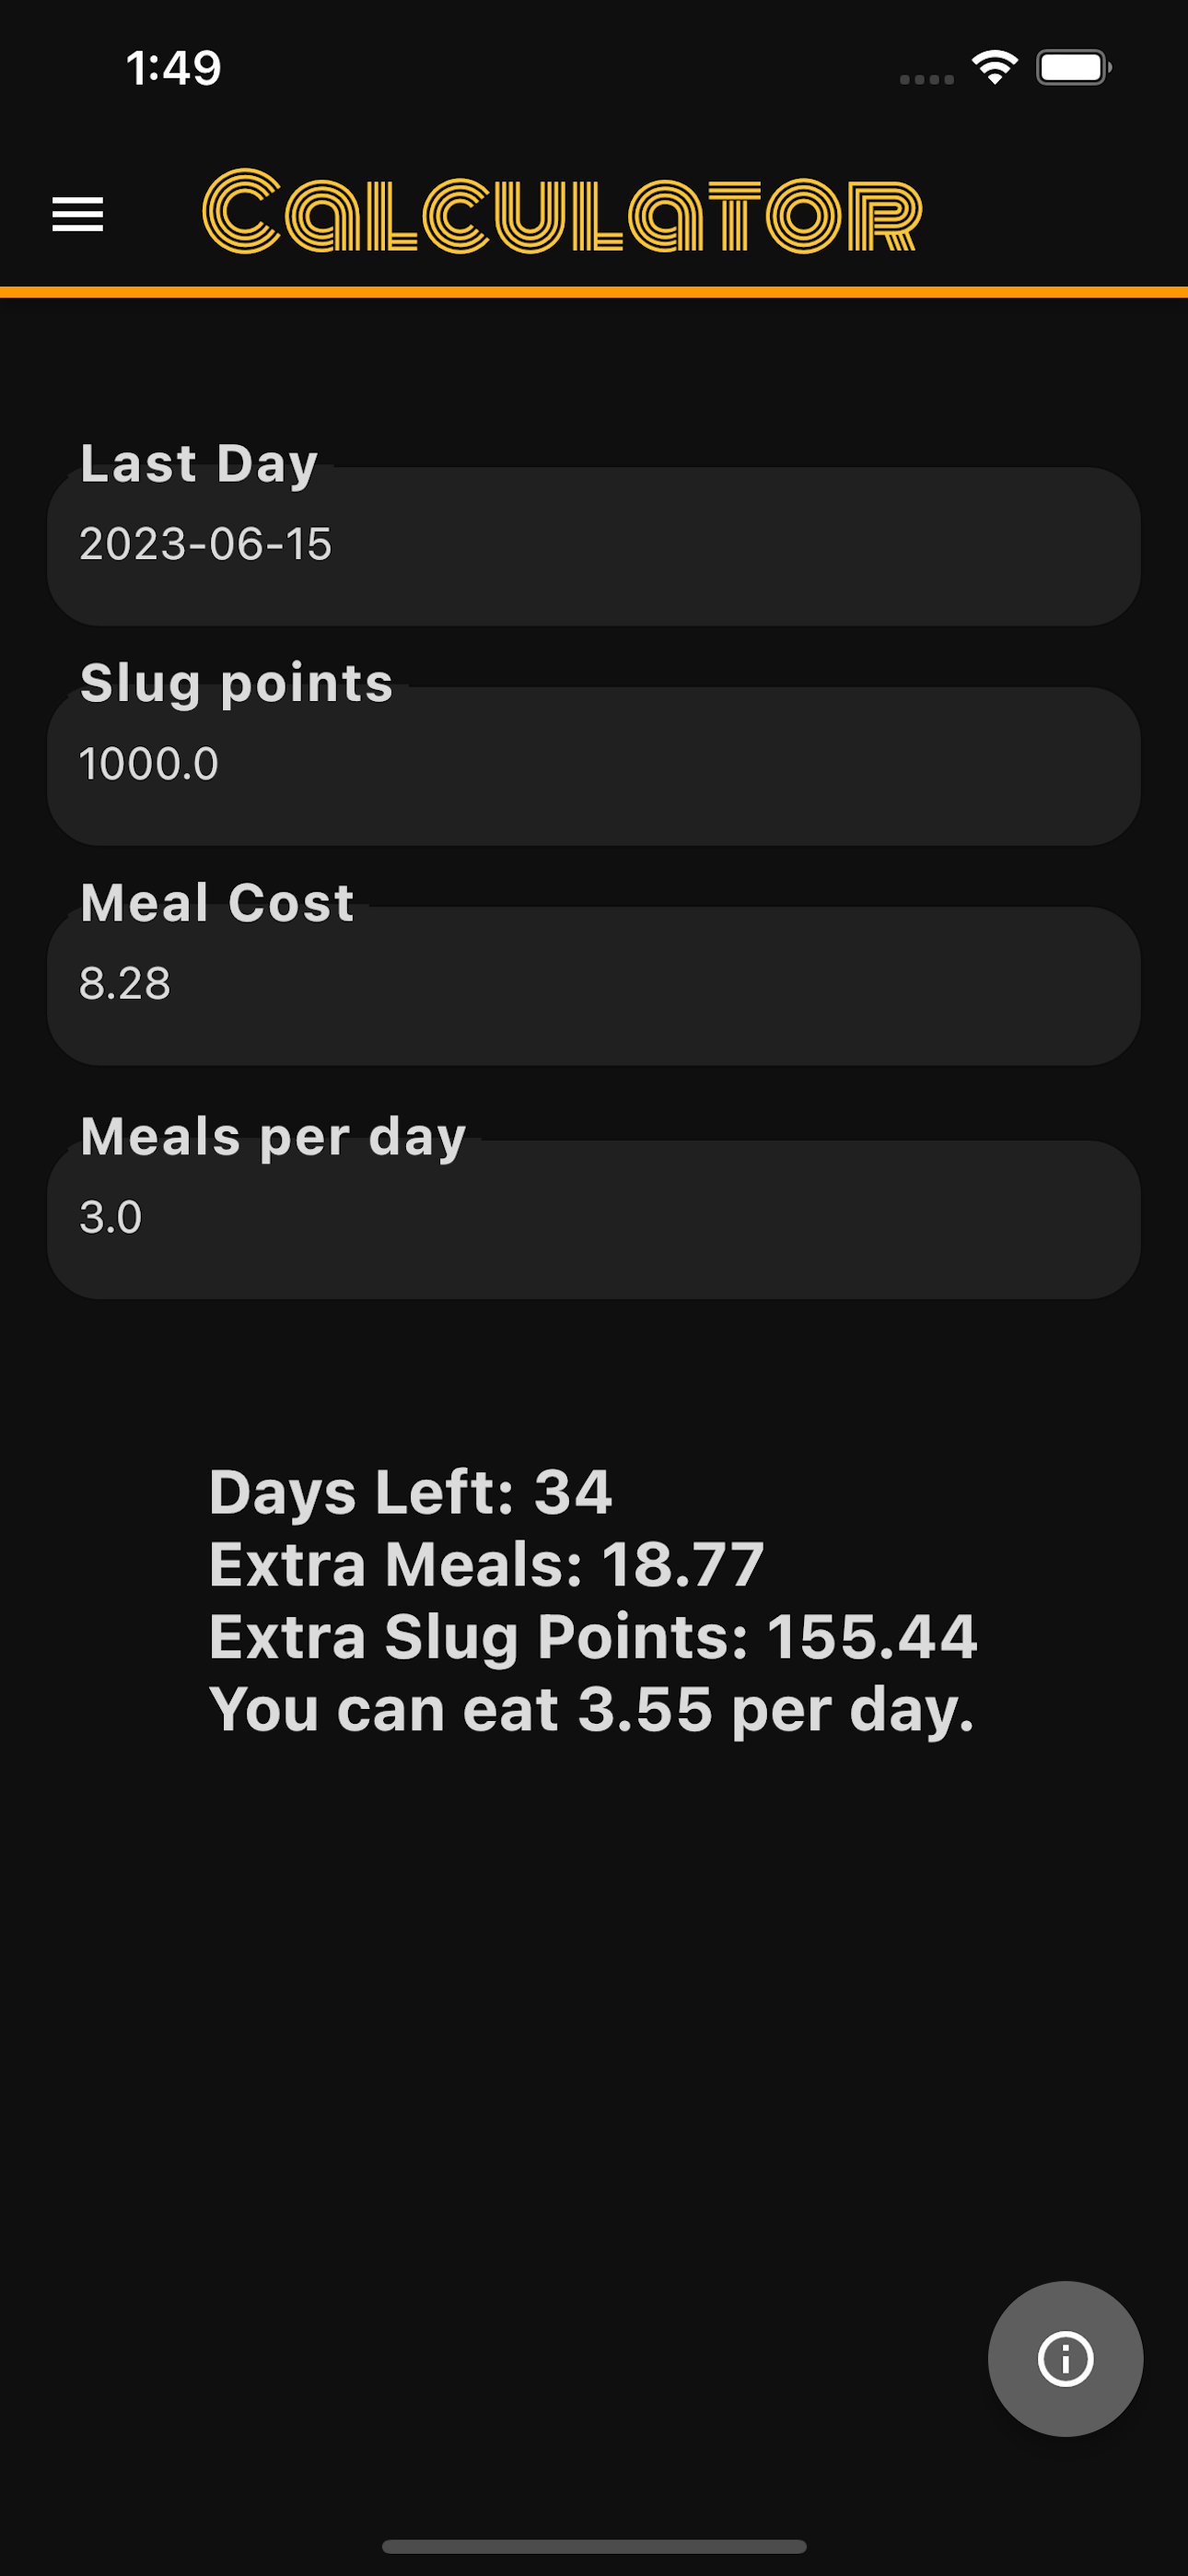 1:49
Calculator
Last Day
2023-06-15
Slug points
1000.0
Meal Cost
8.28
Meals per day
3.0
Days Left: 34
Extra Meals: 18.77
Extra Slug Points: 155.44
You can eat 3.55 per day.